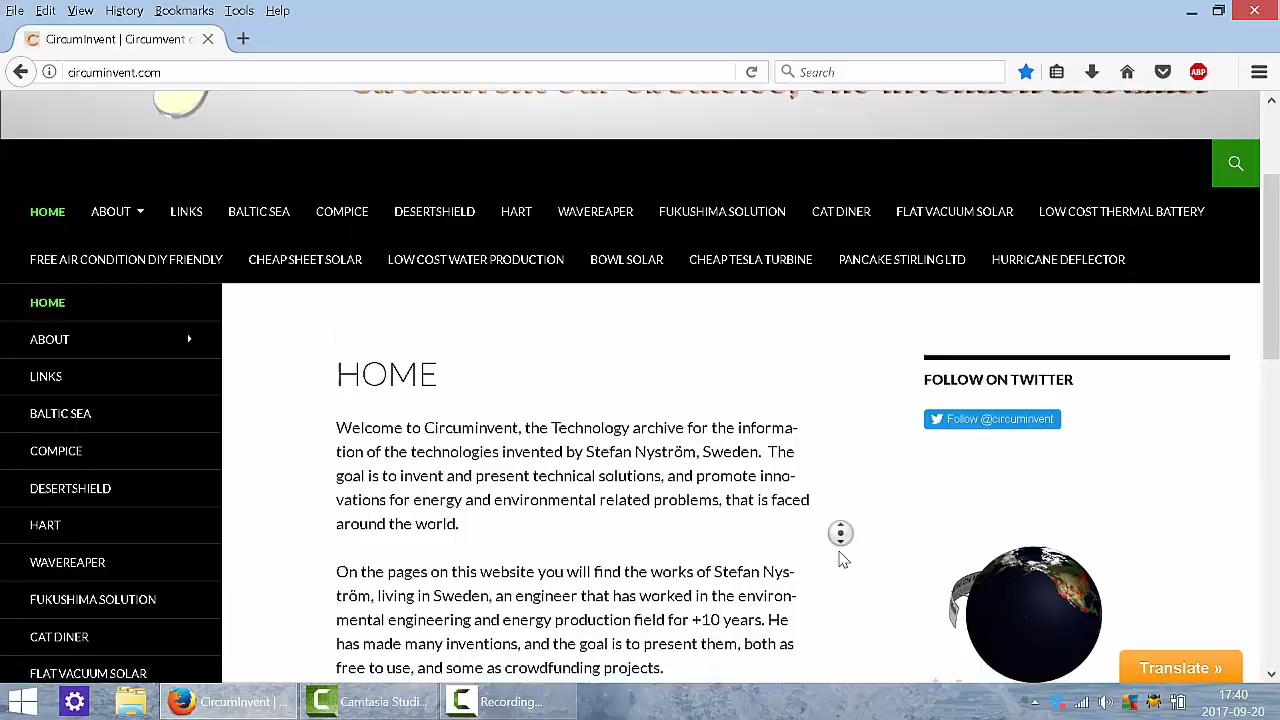 File Edit View History Bookmarks Tools Help
CircumInvent | Circumvent o
circuminvent.com
Search
ABP
HOME ABOUT LINKS BALTIC SEA COMPICE DESERTSHIELD HART WAVEREAPER FUKUSHIMA SOLUTION CAT DINER FLAT VACUUM SOLAR LOW COST THERMAL BATTERY
FREE AIR CONDITION DIY FRIENDLY CHEAP SHEET SOLAR LOW COST WATER PRODUCTION BOWL SOLAR CHEAP TESLA TURBINE PANCAKE STIRLING LTD HURRICANE DEFLECTOR
HOME
ABOUT
LINKS
BALTIC SEA
COMPICE
DESERTSHIELD
HART
WAVEREAPER
FUKUSHIMA SOLUTION
CAT DINER
FLAT VACUUM SOLAR
HOME
Welcome to Circuminvent, the Technology archive for the informa-
tion of the technologies invented by Stefan Nyström, Sweden. The
goal is to invent and present technical solutions, and promote inno-
vations for energy and environmental related problems, that is faced
around the world.
On the pages on this website you will find the works of Stefan Nys-
tröm, living in Sweden, an engineer that has worked in the environ-
mental engineering and energy production field for +10 years. He
has made many inventions, and the goal is to present them, both as
free to use, and some as crowdfunding projects.
FOLLOW ON TWITTER
Follow @circuminvent
Translate »
CircumInvent ...
Camtasia Studi...
Recording...
17:40
2017-09-20